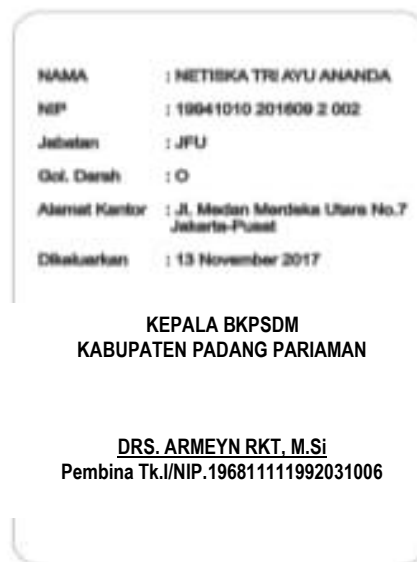 NAMA : NETISKA TRI AYU ANANDA
NIP : 19941010 201609 2 002
Jabatan : JFU
Gol. Darah : O
Alamat Kantor : Jl. Medan Merdeka Utara No.7
Jakarta-Pusat
Dikeluarkan : 13 November 2017
KEPALA BKPSDM
KABUPATEN PADANG PARIAMAN
DRS. ARMEYN RKT, M.Si
Pembina Tk.I/NIP.196811111992031006